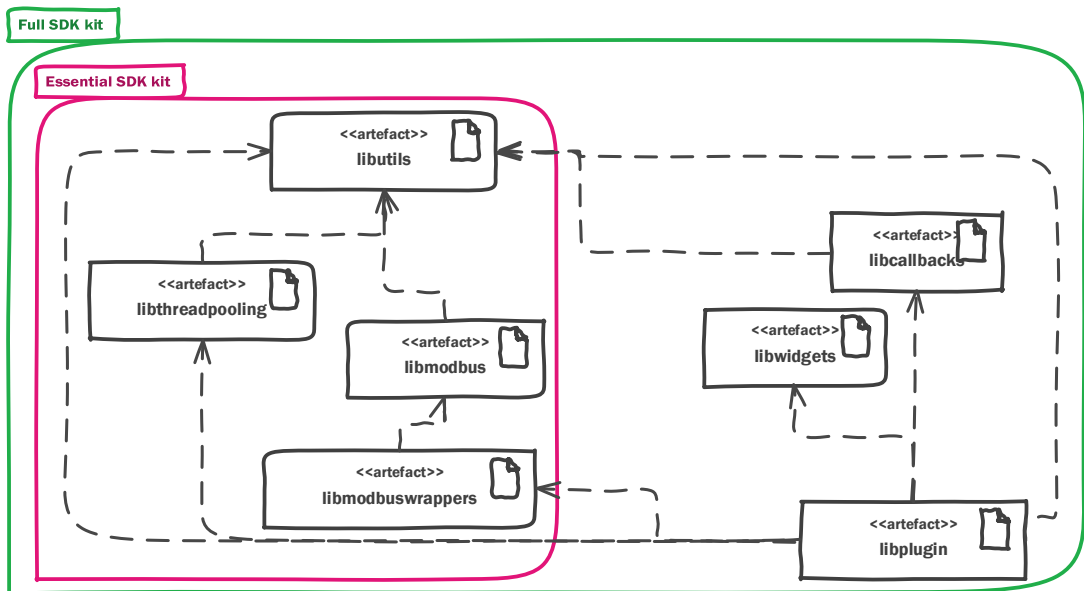 Full SDK kit
Essential SDK kit
<<artefact>>
libutils
<<artefact>>
libcallbacks
<<artefact>>
libthreadpooling
<<artefact>>
libmodbus
<<artefact>>
libwidgets
<<artefact>>
libmodbuswrappers
<<artefact>>
libplugin